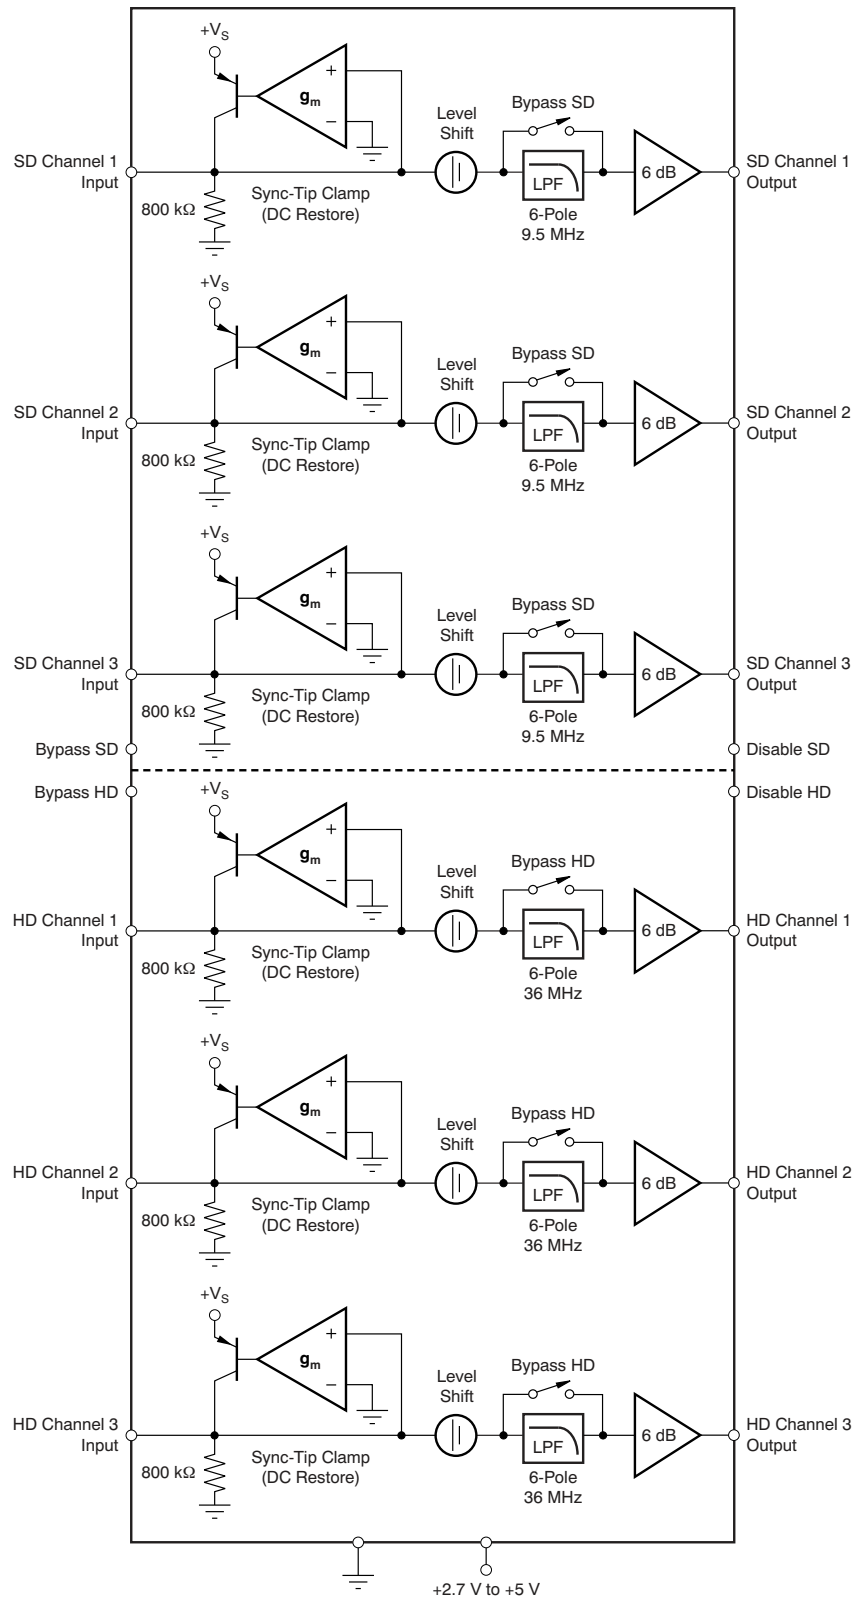 +VS
+
gm
−
Level
Shift
Bypass SD
SD Channel 1
Input
LPF
6 dB
SD Channel 1
Output
800 kΩ
Sync-Tip Clamp
(DC Restore)
6-Pole
9.5 MHz
+VS
+
gm
−
Level
Shift
Bypass SD
SD Channel 2
Input
LPF
6 dB
SD Channel 2
Output
800 kΩ
Sync-Tip Clamp
(DC Restore)
6-Pole
9.5 MHz
+VS
+
gm
−
Level
Shift
Bypass SD
SD Channel 3
Input
LPF
6 dB
SD Channel 3
Output
800 kΩ
Sync-Tip Clamp
(DC Restore)
6-Pole
9.5 MHz
Bypass SD
Disable SD
Bypass HD
Disable HD
+VS
+
gm
−
Level
Shift
Bypass HD
HD Channel 1
Input
LPF
6 dB
HD Channel 1
Output
800 kΩ
Sync-Tip Clamp
(DC Restore)
6-Pole
36 MHz
+VS
+
gm
−
Level
Shift
Bypass HD
HD Channel 2
Input
LPF
6 dB
HD Channel 2
Output
800 kΩ
Sync-Tip Clamp
(DC Restore)
6-Pole
36 MHz
+VS
+
gm
−
Level
Shift
Bypass HD
HD Channel 3
Input
LPF
6 dB
HD Channel 3
Output
800 kΩ
Sync-Tip Clamp
(DC Restore)
6-Pole
36 MHz
+2.7 V to +5 V